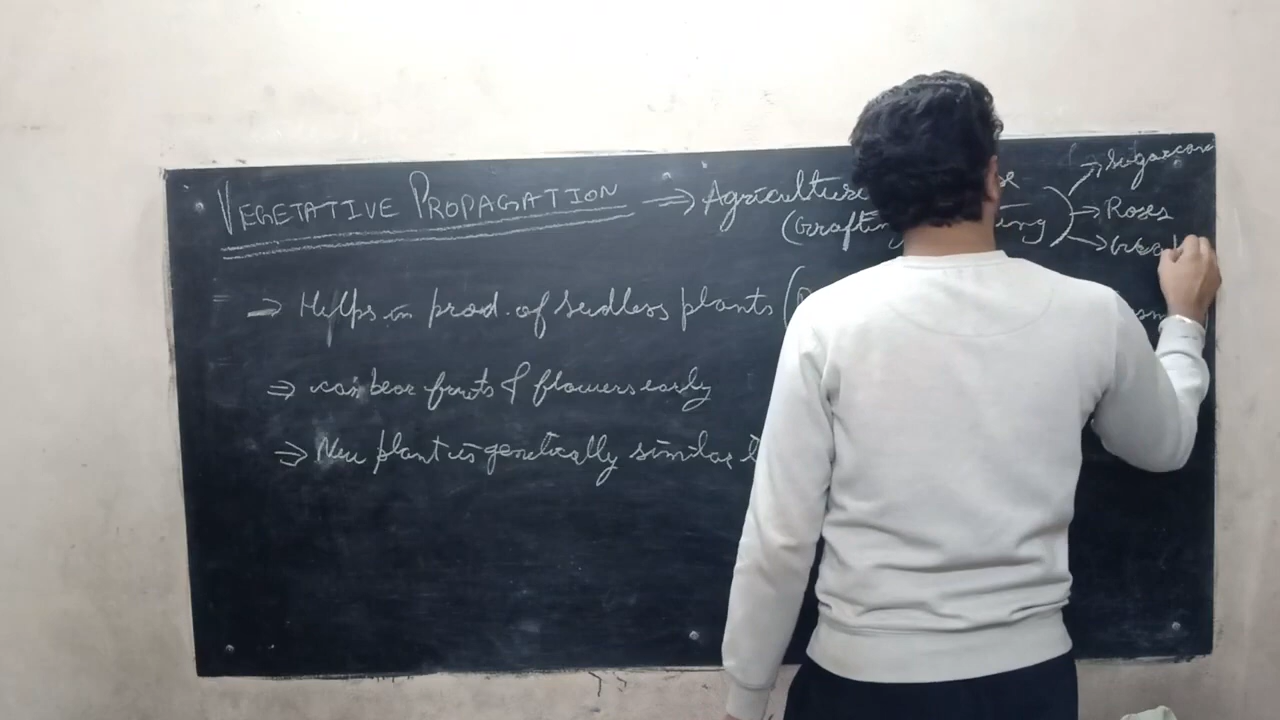 VEGETATIVE PROPAGATION ⇒ Agriculture
(Grafting
→ Sugarcane
→ Roses
⇒ Helps in prod. of seedless plants (
⇒ can bear fruits & flowers early
⇒ New plant is genetically similar